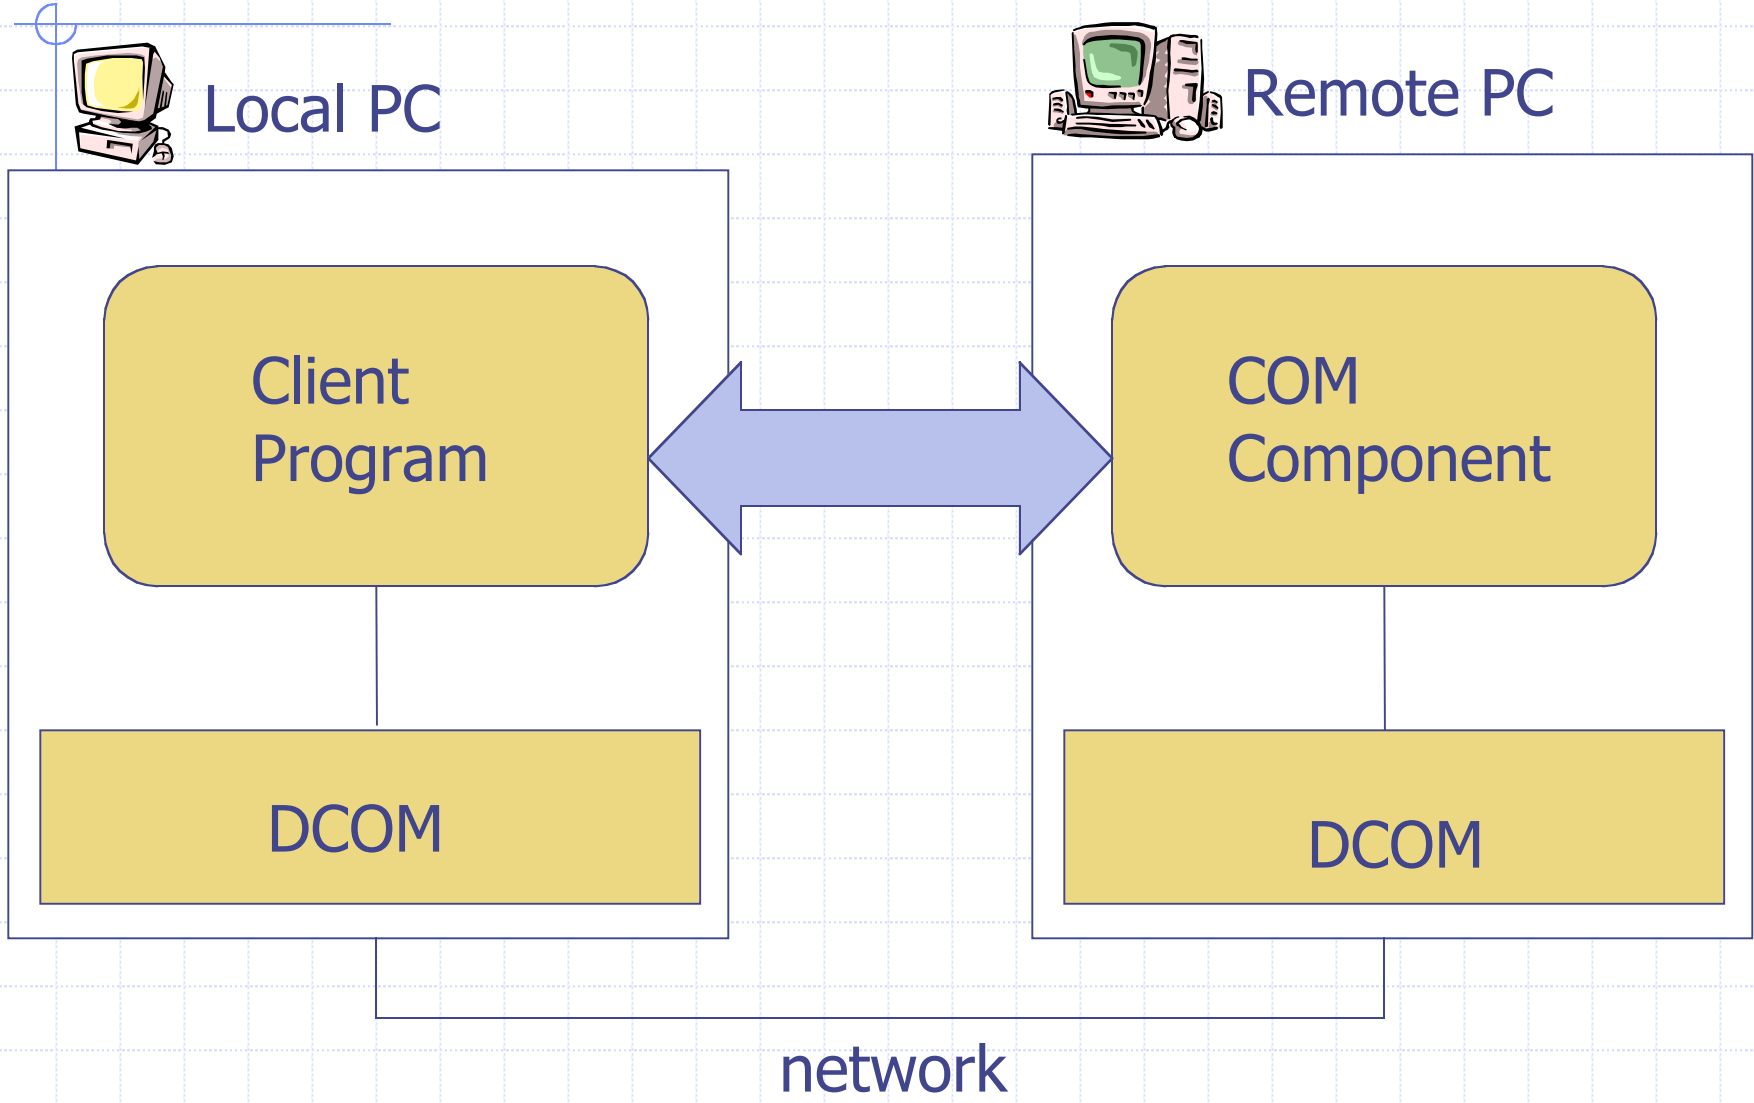 Local PC
Remote PC
Client
Program
COM
Component
DCOM
DCOM
network